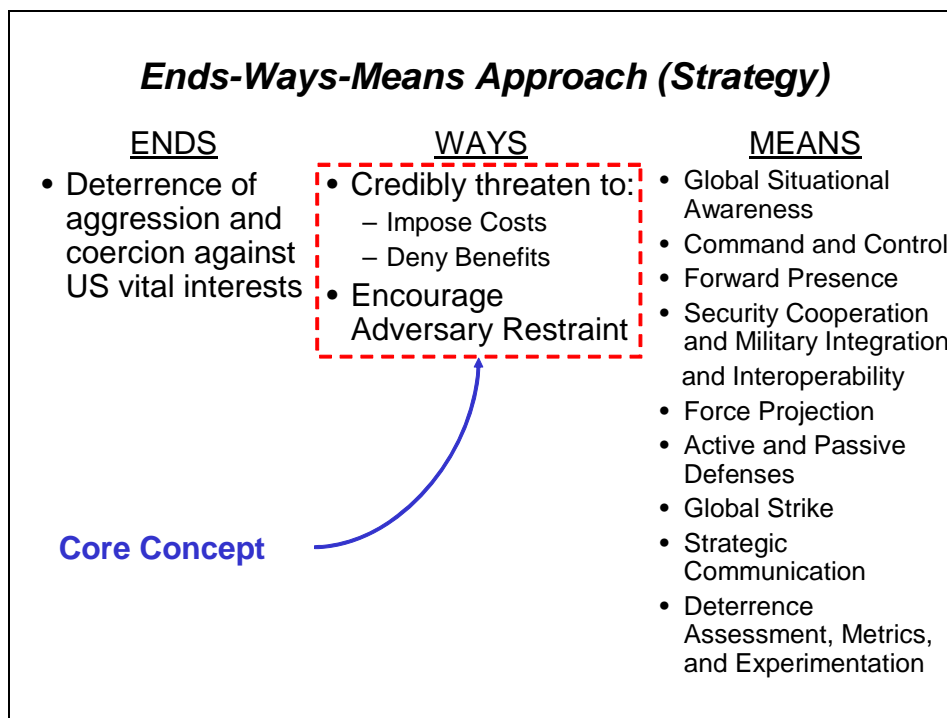 Ends-Ways-Means Approach (Strategy)
ENDS
• Deterrence of
aggression and
coercion against
US vital interests
WAYS
• Credibly threaten to:
– Impose Costs
– Deny Benefits
• Encourage
Adversary Restraint
MEANS
• Global Situational
Awareness
• Command and Control
• Forward Presence
• Security Cooperation
and Military Integration
and Interoperability
• Force Projection
• Active and Passive
Defenses
• Global Strike
• Strategic
Communication
• Deterrence
Assessment, Metrics,
and Experimentation
Core Concept